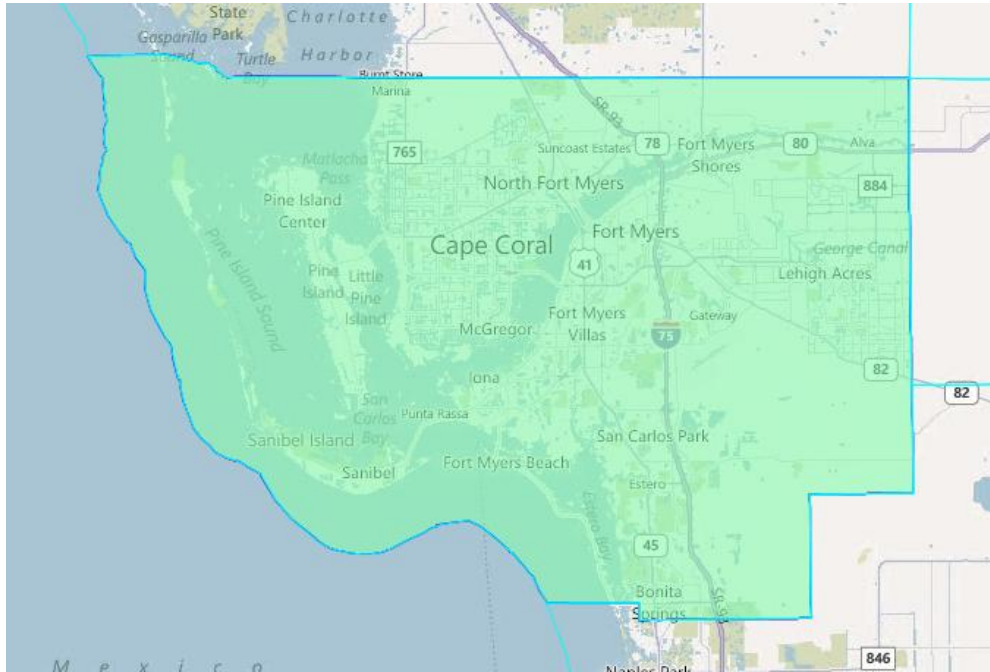 State
Park
Charlotte
Harbor
Gasparilla
Sound
Turtle
Bay
Burnt Store
Marina
SR 93
765
Matlacha
Pass
Suncoast Estates
78
Fort Myers
Shores
80
Alva
884
North Fort Myers
Pine Island
Center
Cape Coral
Fort Myers
41
George Canal
Lehigh Acres
Pine Island Sound
Pine
Island
Little
Pine
Island
McGregor
Fort Myers
Villas
Gateway
75
82
82
Iona
San
Carlos
Bay
Punta Rassa
Sanibel Island
Sanibel
Fort Myers Beach
San Carlos Park
Estero
Estero Bay
45
Bonita
Springs
SR 93
Naples Park
846
Mexico